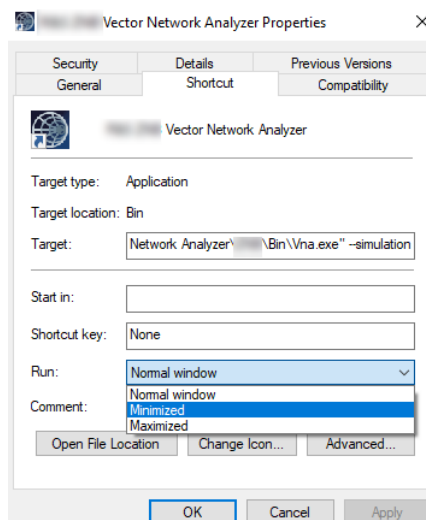 Vector Network Analyzer Properties
Security Details Previous Versions
General Shortcut Compatibility
Vector Network Analyzer
Target type: Application
Target location: Bin
Target: Network Analyzer\ \Bin\Vna.exe" --simulation
Start in:
Shortcut key: None
Run: Normal window
Normal window
Comment: Minimized
Maximized
Open File Location Change Icon... Advanced...
OK Cancel Apply